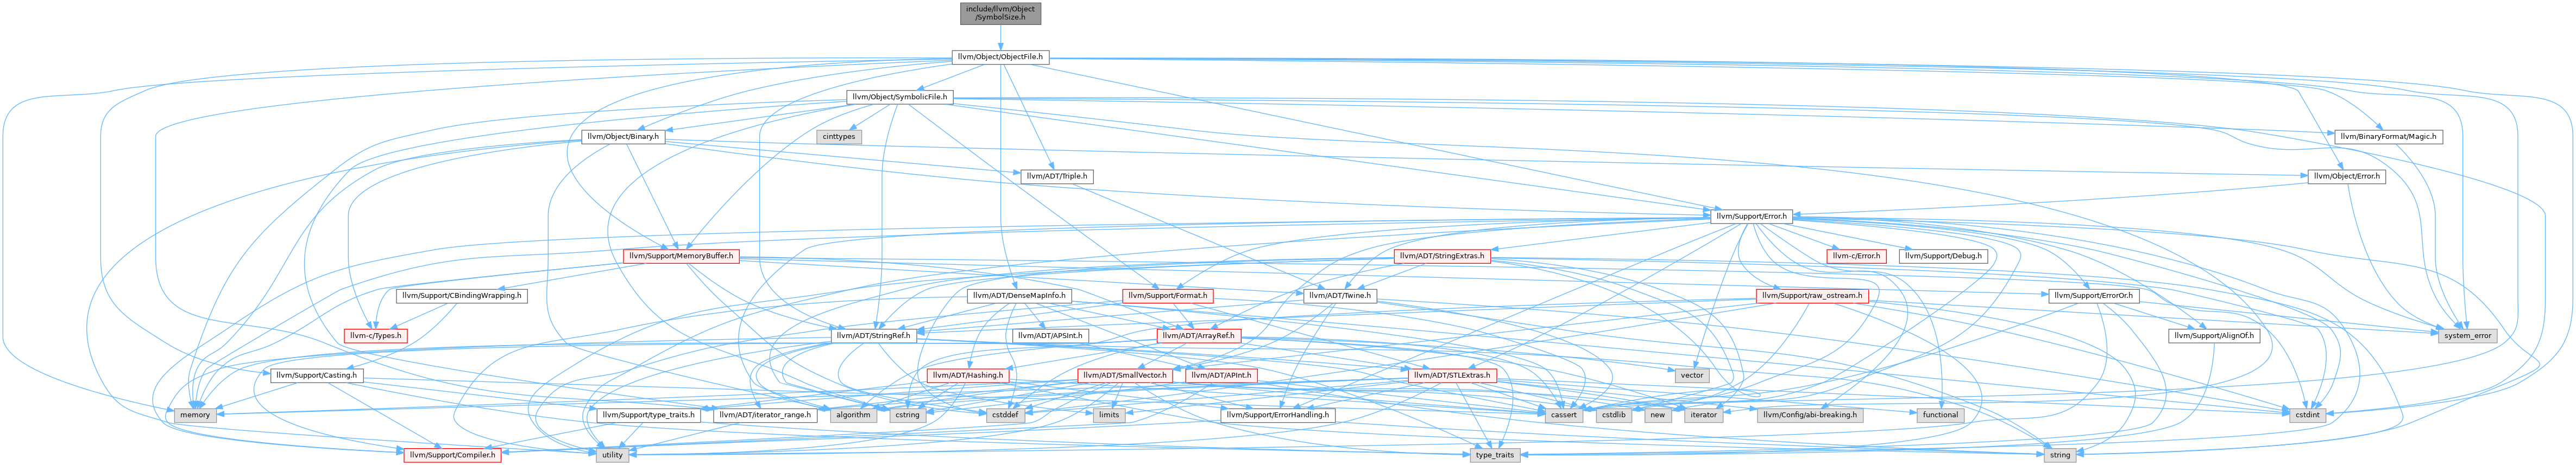 include/llvm/Object
/SymbolSize.h
llvm/Object/ObjectFile.h
llvm/Object/SymbolicFile.h
llvm/Object/Binary.h
cinttypes
llvm/BinaryFormat/Magic.h
llvm/ADT/Triple.h
llvm/Object/Error.h
llvm/Support/Error.h
llvm/Support/MemoryBuffer.h
llvm/ADT/StringExtras.h
llvm-c/Error.h
llvm/Support/Debug.h
llvm/Support/CBindingWrapping.h
llvm/ADT/DenseMapInfo.h
llvm/Support/Format.h
llvm/ADT/Twine.h
llvm/Support/raw_ostream.h
llvm/Support/ErrorOr.h
llvm-c/Types.h
llvm/ADT/StringRef.h
llvm/ADT/APSInt.h
llvm/ADT/ArrayRef.h
llvm/Support/AlignOf.h
system_error
llvm/Support/Casting.h
llvm/ADT/Hashing.h
llvm/ADT/SmallVector.h
llvm/ADT/APInt.h
llvm/ADT/STLExtras.h
vector
memory
llvm/Support/type_traits.h
llvm/ADT/iterator_range.h
algorithm
cstring
cstddef
limits
llvm/Support/ErrorHandling.h
cassert
cstdlib
new
iterator
llvm/Config/abi-breaking.h
functional
cstdint
llvm/Support/Compiler.h
utility
type_traits
string